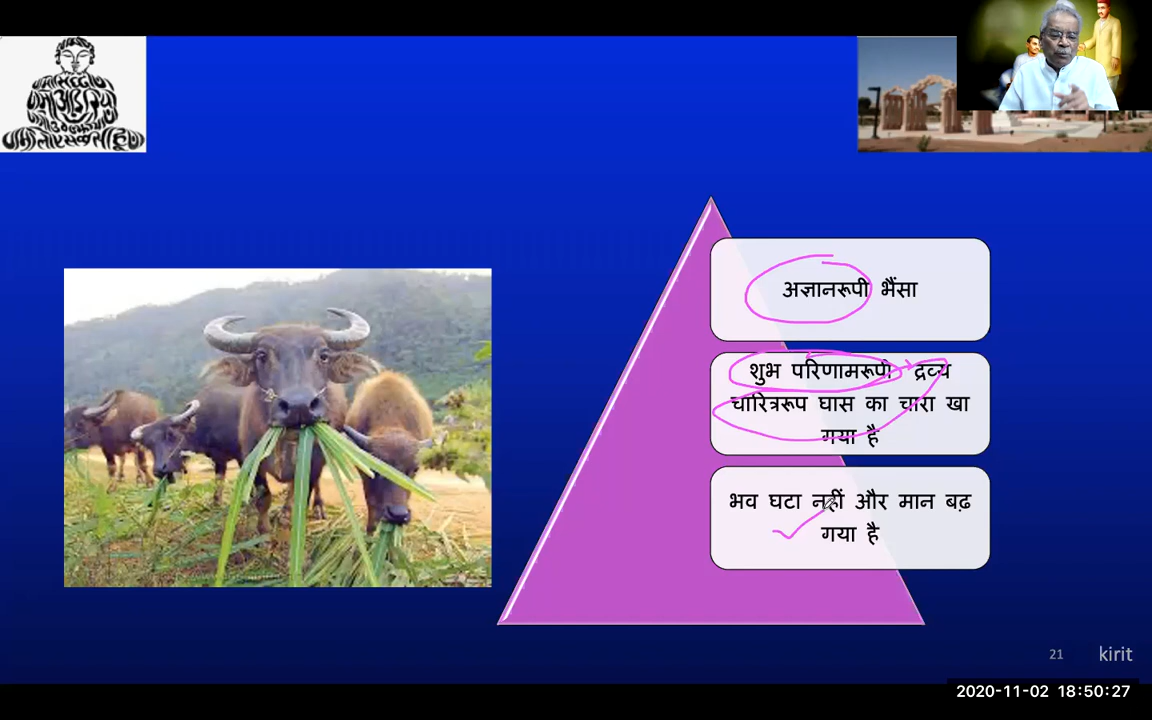 अज्ञानरूपी भैंसा
शुभ परिणामरूपी द्रव्य
चारित्ररूप घास का चारा खा
गया है
भव घटा नहीं और मान बढ़
गया है
21
kirit
2020-11-02 18:50:27